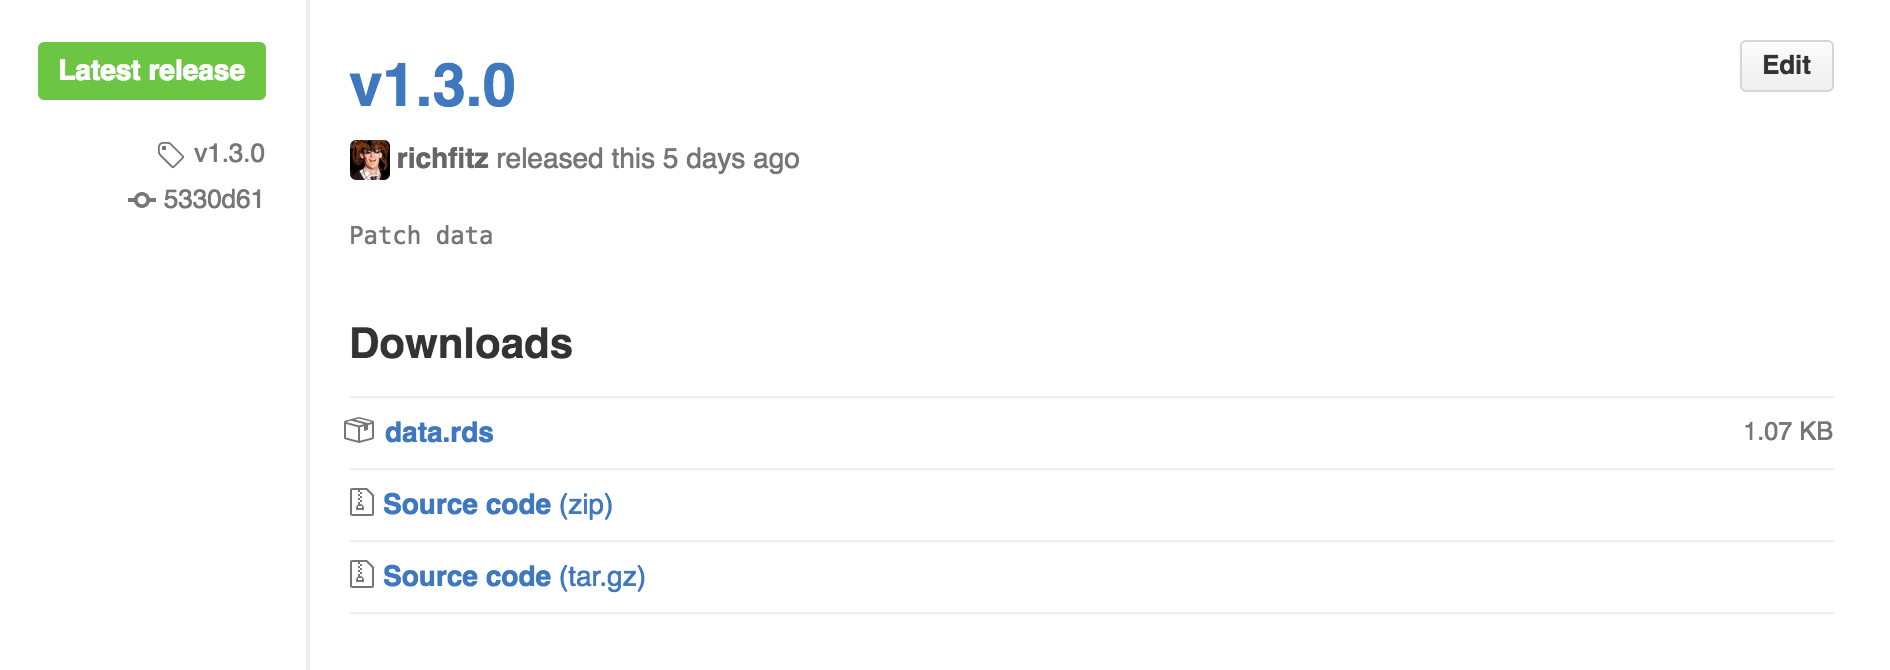 Latest release
v1.3.0
5330d61
v1.3.0
Edit
richfitz released this 5 days ago
Patch data
Downloads
data.rds 1.07 KB
Source code (zip)
Source code (tar.gz)